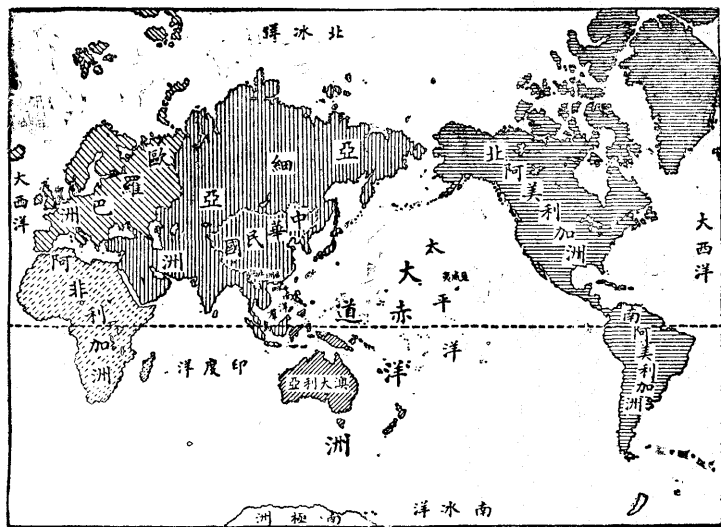 北冰洋
歐羅巴洲
亞細亞洲
中華民國
北阿美利加洲
大西洋
大西洋
太平洋
大洋洲
赤道
阿非利加洲
印度洋
澳大利亞
南阿美利加洲
南冰洋
南極洲